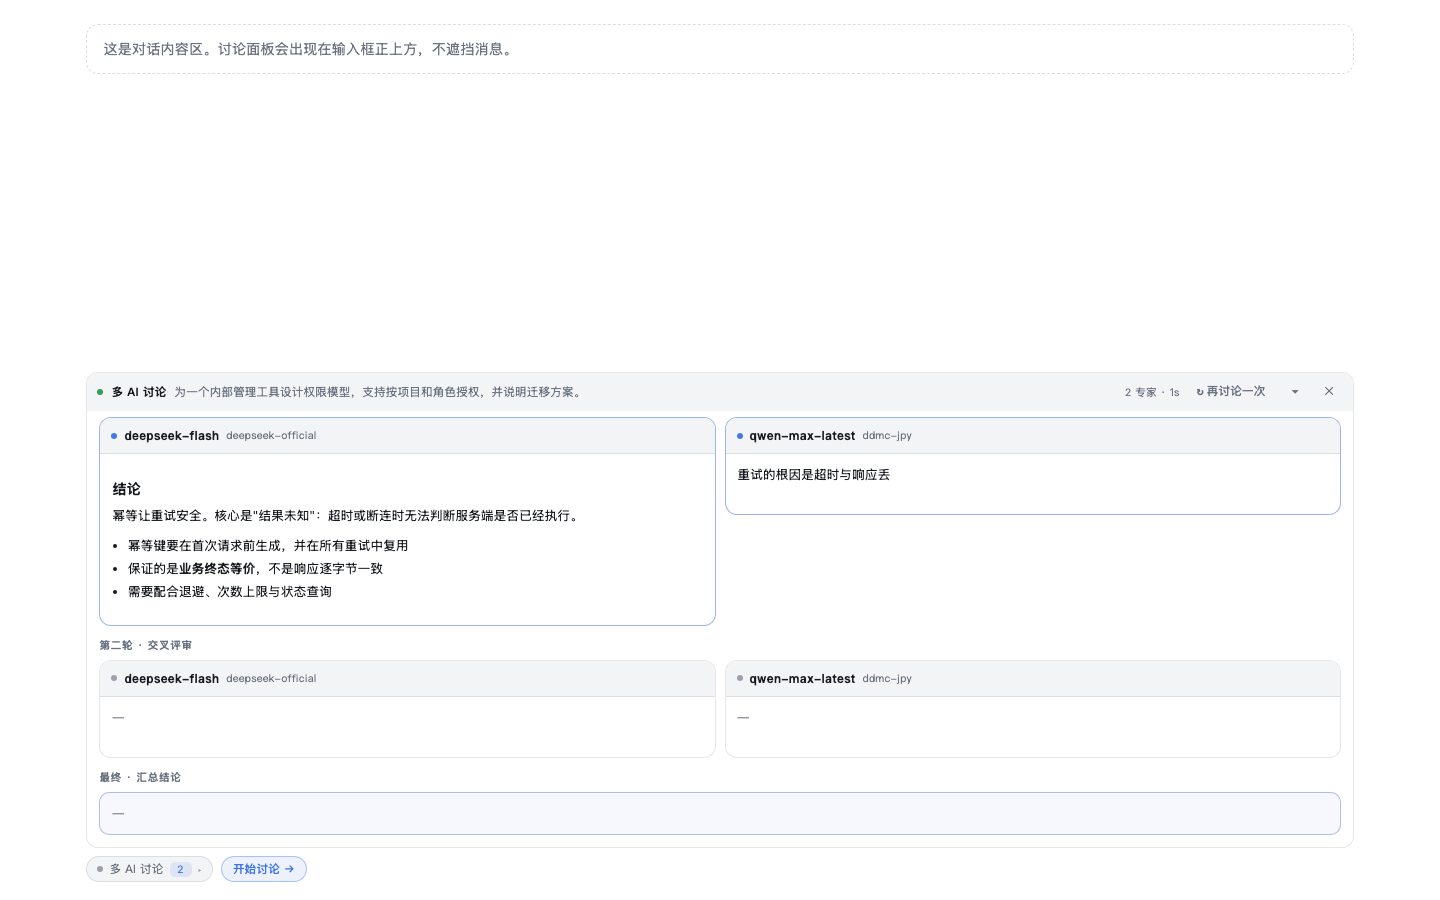 这是对话内容区。讨论面板会出现在输入框正上方，不遮挡消息。
多 AI 讨论 为一个内部管理工具设计权限模型，支持按项目和角色授权，并说明迁移方案。 2 专家 · 1s ↻ 再讨论一次
deepseek-flash deepseek-official
qwen-max-latest ddmc-jpy
结论
幂等让重试安全。核心是"结果未知"：超时或断连时无法判断服务端是否已经执行。
• 幂等键要在首次请求前生成，并在所有重试中复用
• 保证的是业务终态等价，不是响应逐字节一致
• 需要配合退避、次数上限与状态查询
重试的根因是超时与响应丢
第二轮 · 交叉评审
deepseek-flash deepseek-official
—
qwen-max-latest ddmc-jpy
—
最终 · 汇总结论
—
多 AI 讨论 2
开始讨论 →